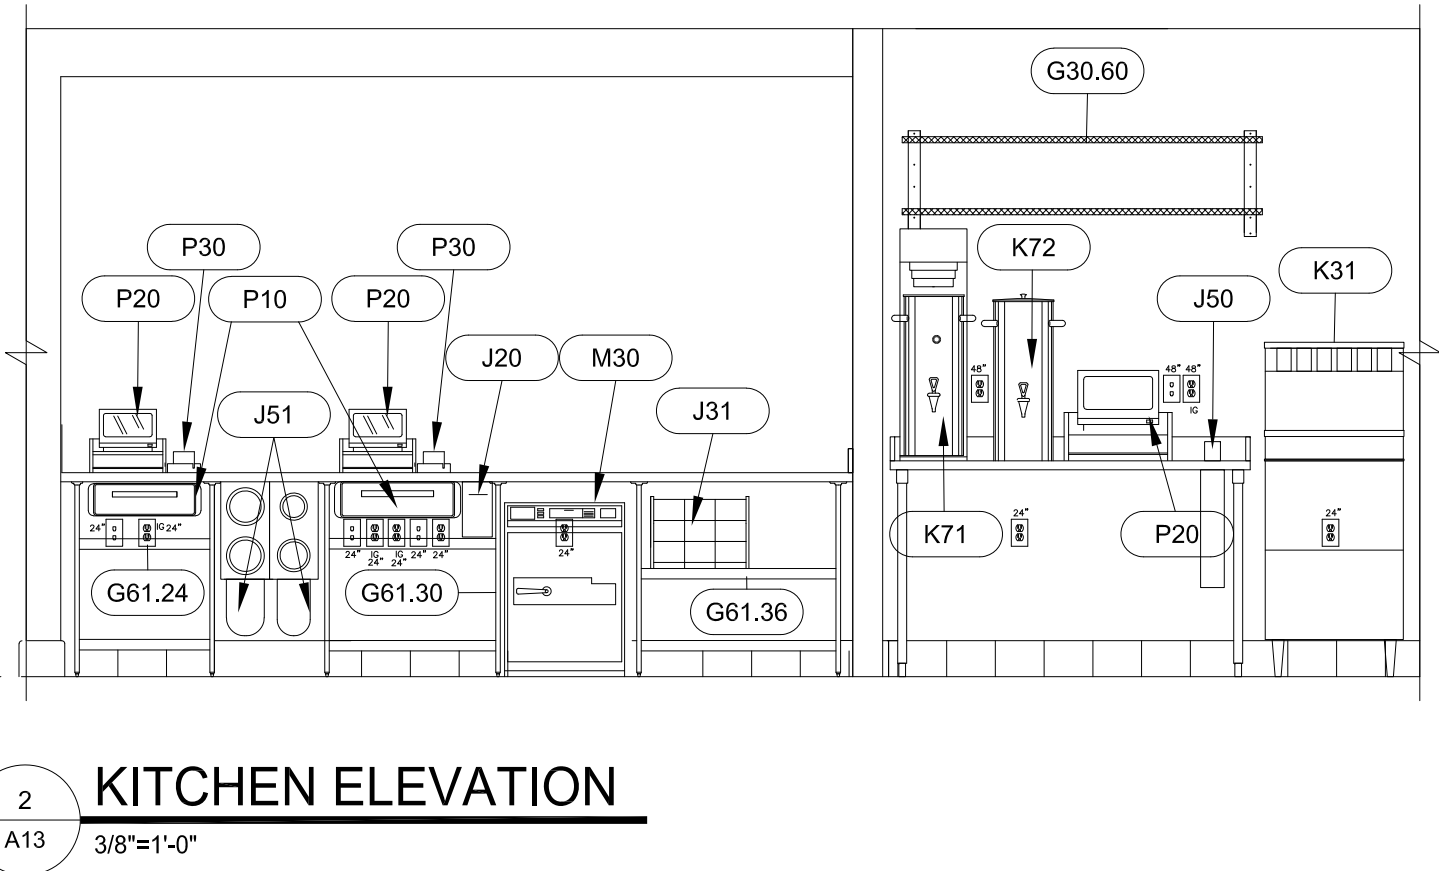 G30.60
P30
P30
K72
K31
P20
P10
P20
J50
J20
M30
48"
48" 48"
J51
J31
IG
24"
IG 24"
K71
24"
P20
24"
24"
IG
24"
IG
24"
24"
24"
24"
G61.24
G61.30
G61.36
2
A13
KITCHEN ELEVATION
3/8"=1'-0"